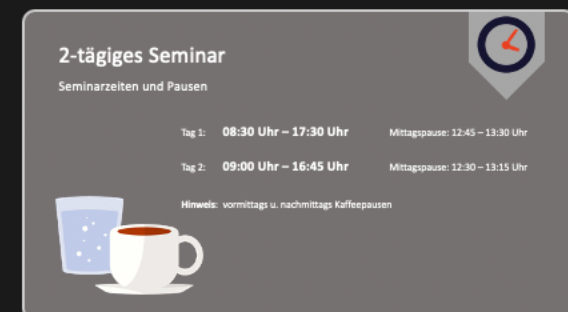 2-tägiges Seminar
Seminarzeiten und Pausen
Tag 1: 08:30 Uhr – 17:30 Uhr Mittagspause: 12:45 – 13:30 Uhr
Tag 2: 09:00 Uhr – 16:45 Uhr Mittagspause: 12:30 – 13:15 Uhr
Hinweis: vormittags u. nachmittags Kaffeepausen